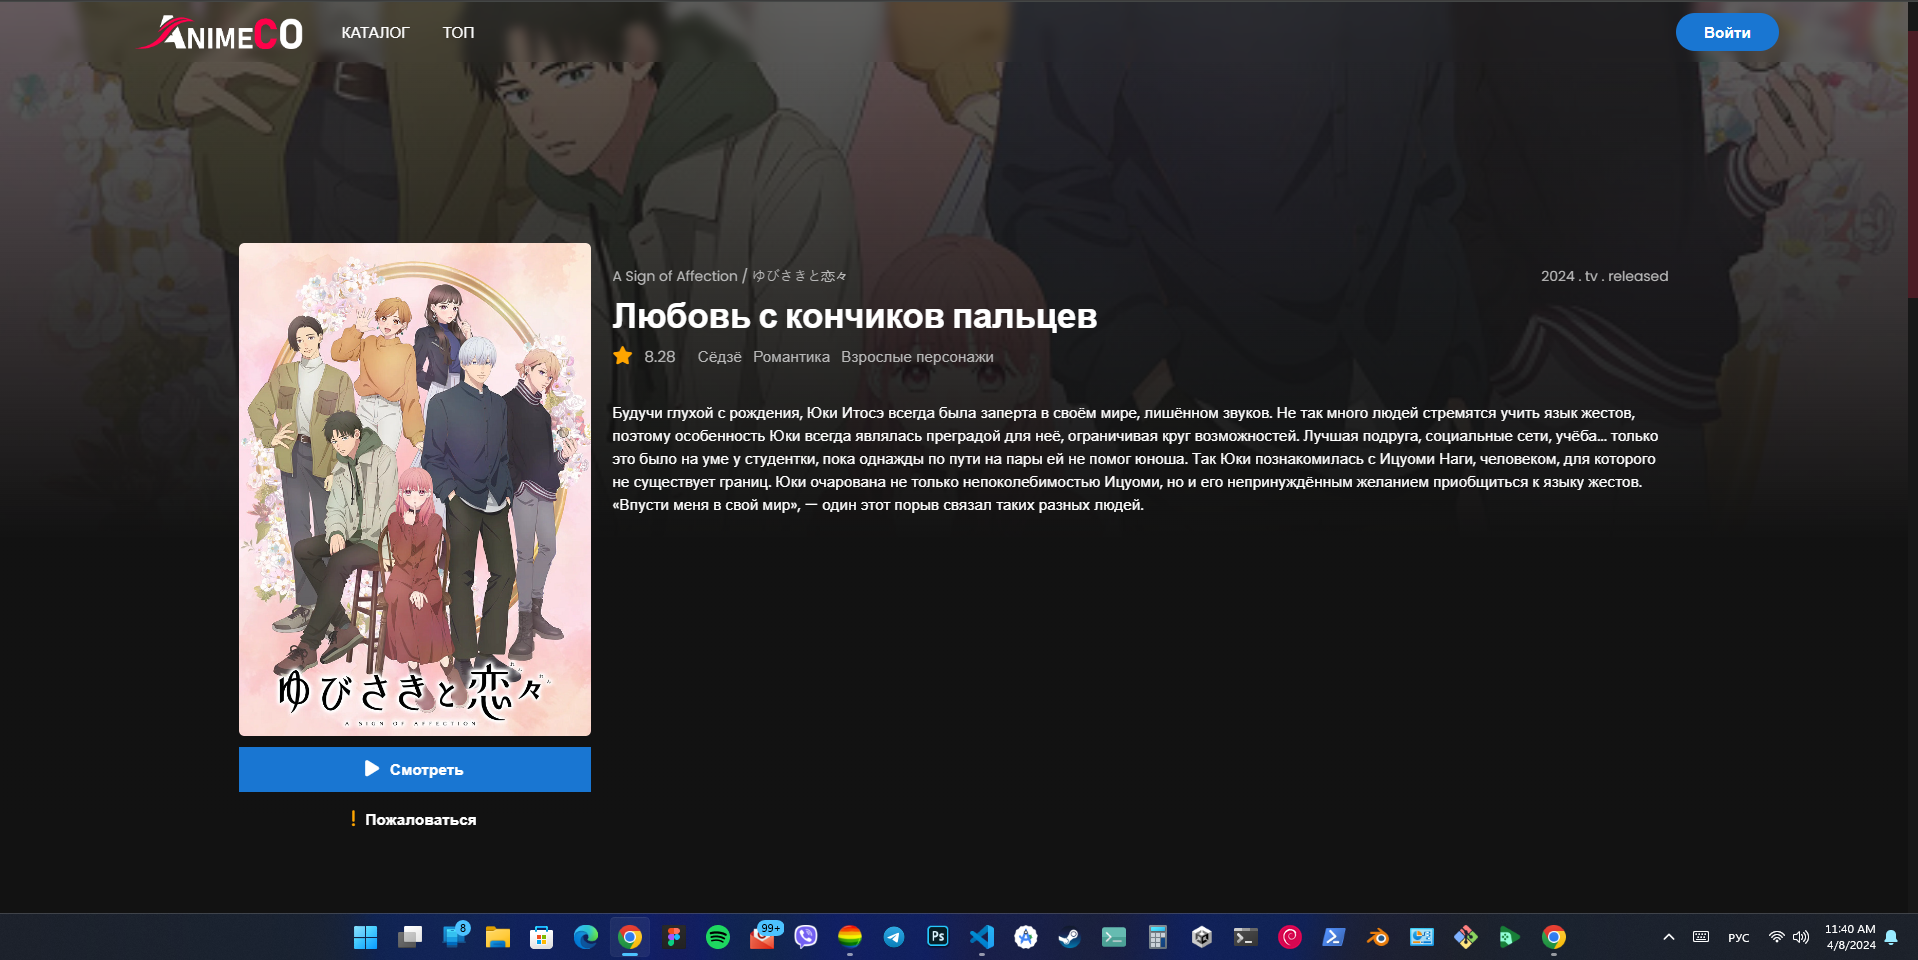 ANIMECO
КАТАЛОГ
ТОП
Войти
A Sign of Affection / ゆびさきと恋々
2024 . tv . released
Любовь с кончиков пальцев
8.28 Сёдзё Романтика Взрослые персонажи
Будучи глухой с рождения, Юки Итосэ всегда была заперта в своём мире, лишённом звуков. Не так много людей стремятся учить язык жестов,
поэтому особенность Юки всегда являлась преградой для неё, ограничивая круг возможностей. Лучшая подруга, социальные сети, учёба... только
это было на уме у студентки, пока однажды по пути на пары ей не помог юноша. Так Юки познакомилась с Ицуоми Наги, человеком, для которого
не существует границ. Юки очарована не только непоколебимостью Ицуоми, но и его непринуждённым желанием приобщиться к языку жестов.
«Впусти меня в свой мир», — один этот порыв связал таких разных людей.
ゆびさきと恋々
れんれん
A SIGN OF AFFECTION
Смотреть
! Пожаловаться
8
99+
Ps
РУС
11:40 AM
4/8/2024